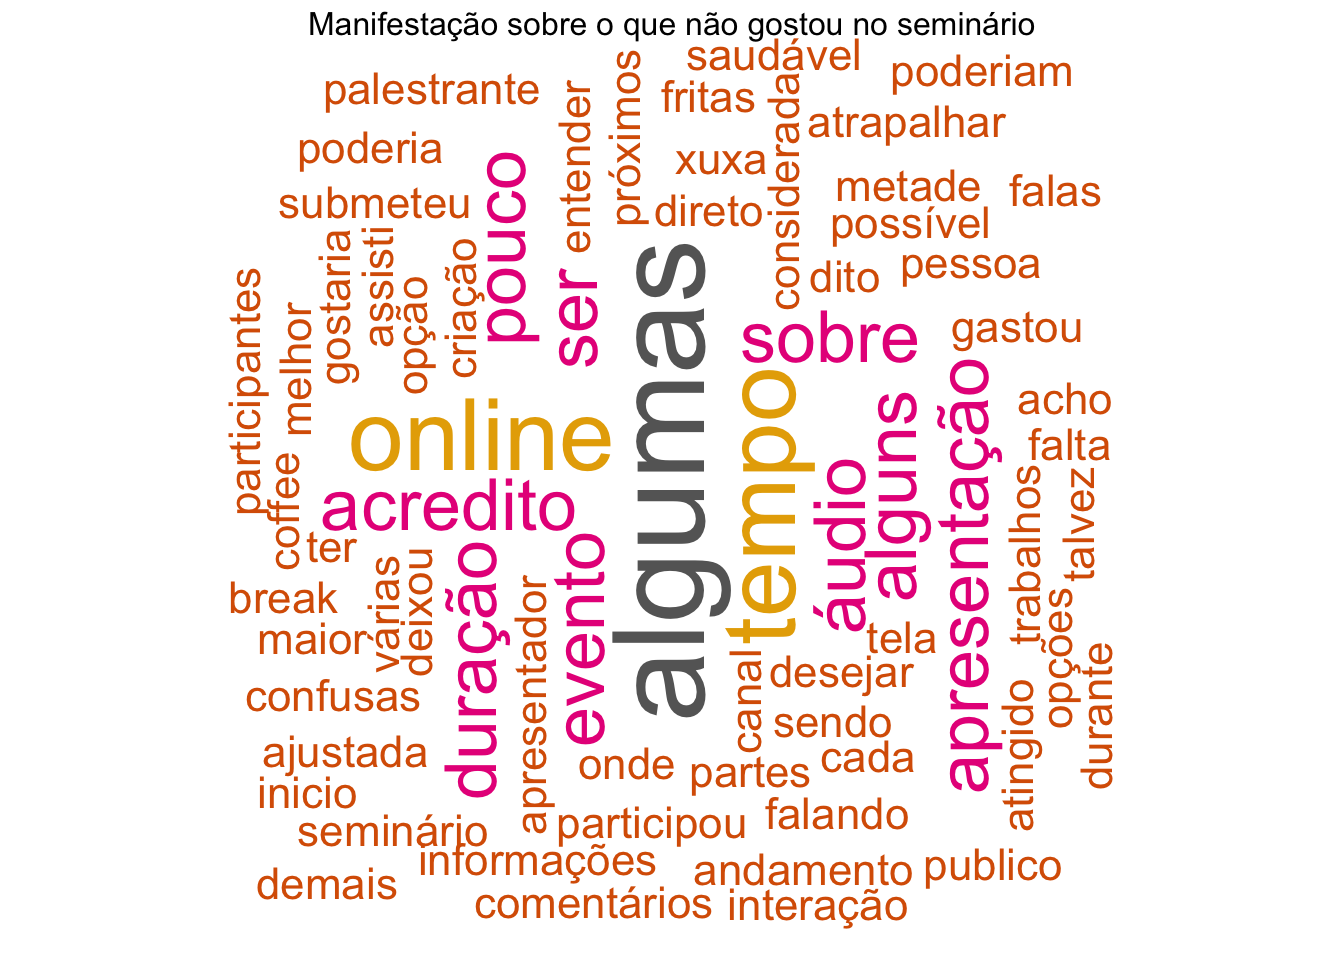 Manifestação sobre o que não gostou no seminário
saudável
palestrante
próximos
fritas
poderiam
entender
considerada
atrapalhar
poderia
pouco
xuxa
metade
falas
submeteu
direto
possível
gostaria
assisti
criação
ser
algumas
dito
pessoa
participantes
melhor
opção
sobre
gastou
online
tempo
alguns
apresentação
acho
falta
coffee
acredito
áudio
trabalhos
talvez
ter
várias
deixou
duração
evento
break
apresentador
opções
maior
tela
canal
desejar
durante
confusas
atingido
sendo
ajustada
onde
partes
cada
inicio
seminário
participou
falando
informações
andamento
publico
demais
comentários
interação